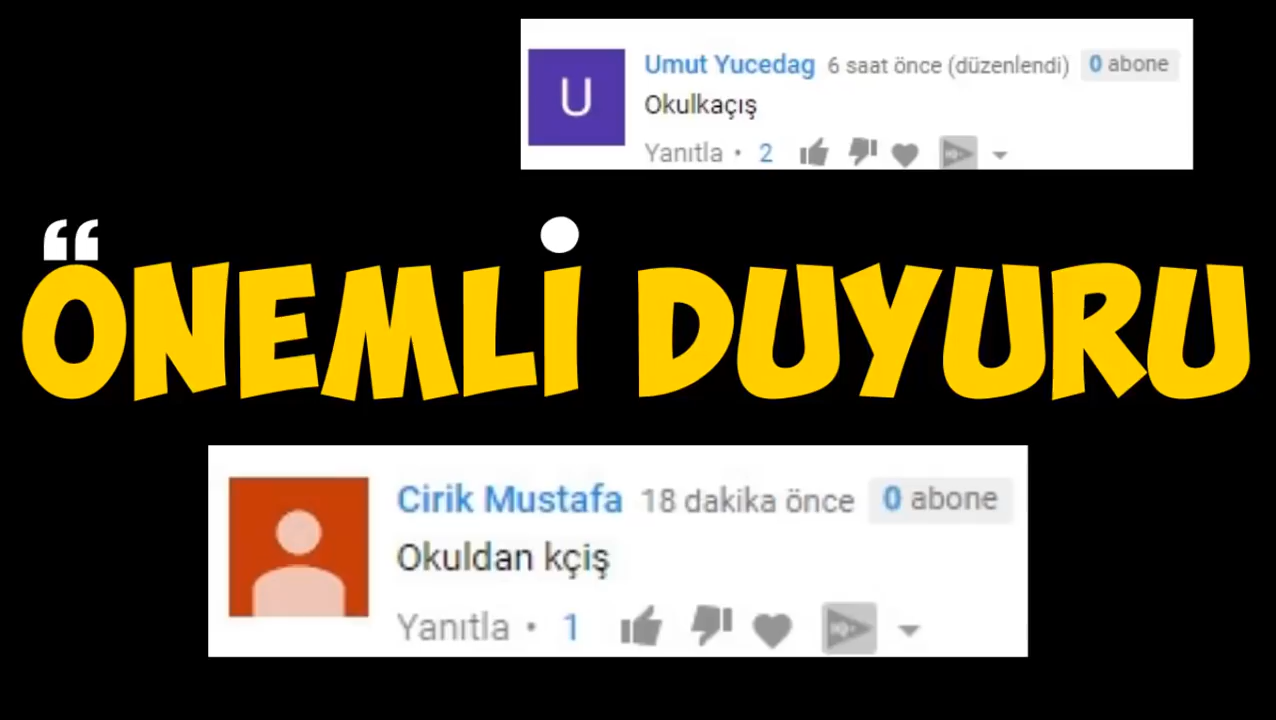 Umut Yucedag 6 saat önce (düzenlendi) 0 abone
Okulkaçış
Yanıtla • 2
ÖNEMLİ DUYURU
Cirik Mustafa 18 dakika önce 0 abone
Okuldan kçiş
Yanıtla • 1